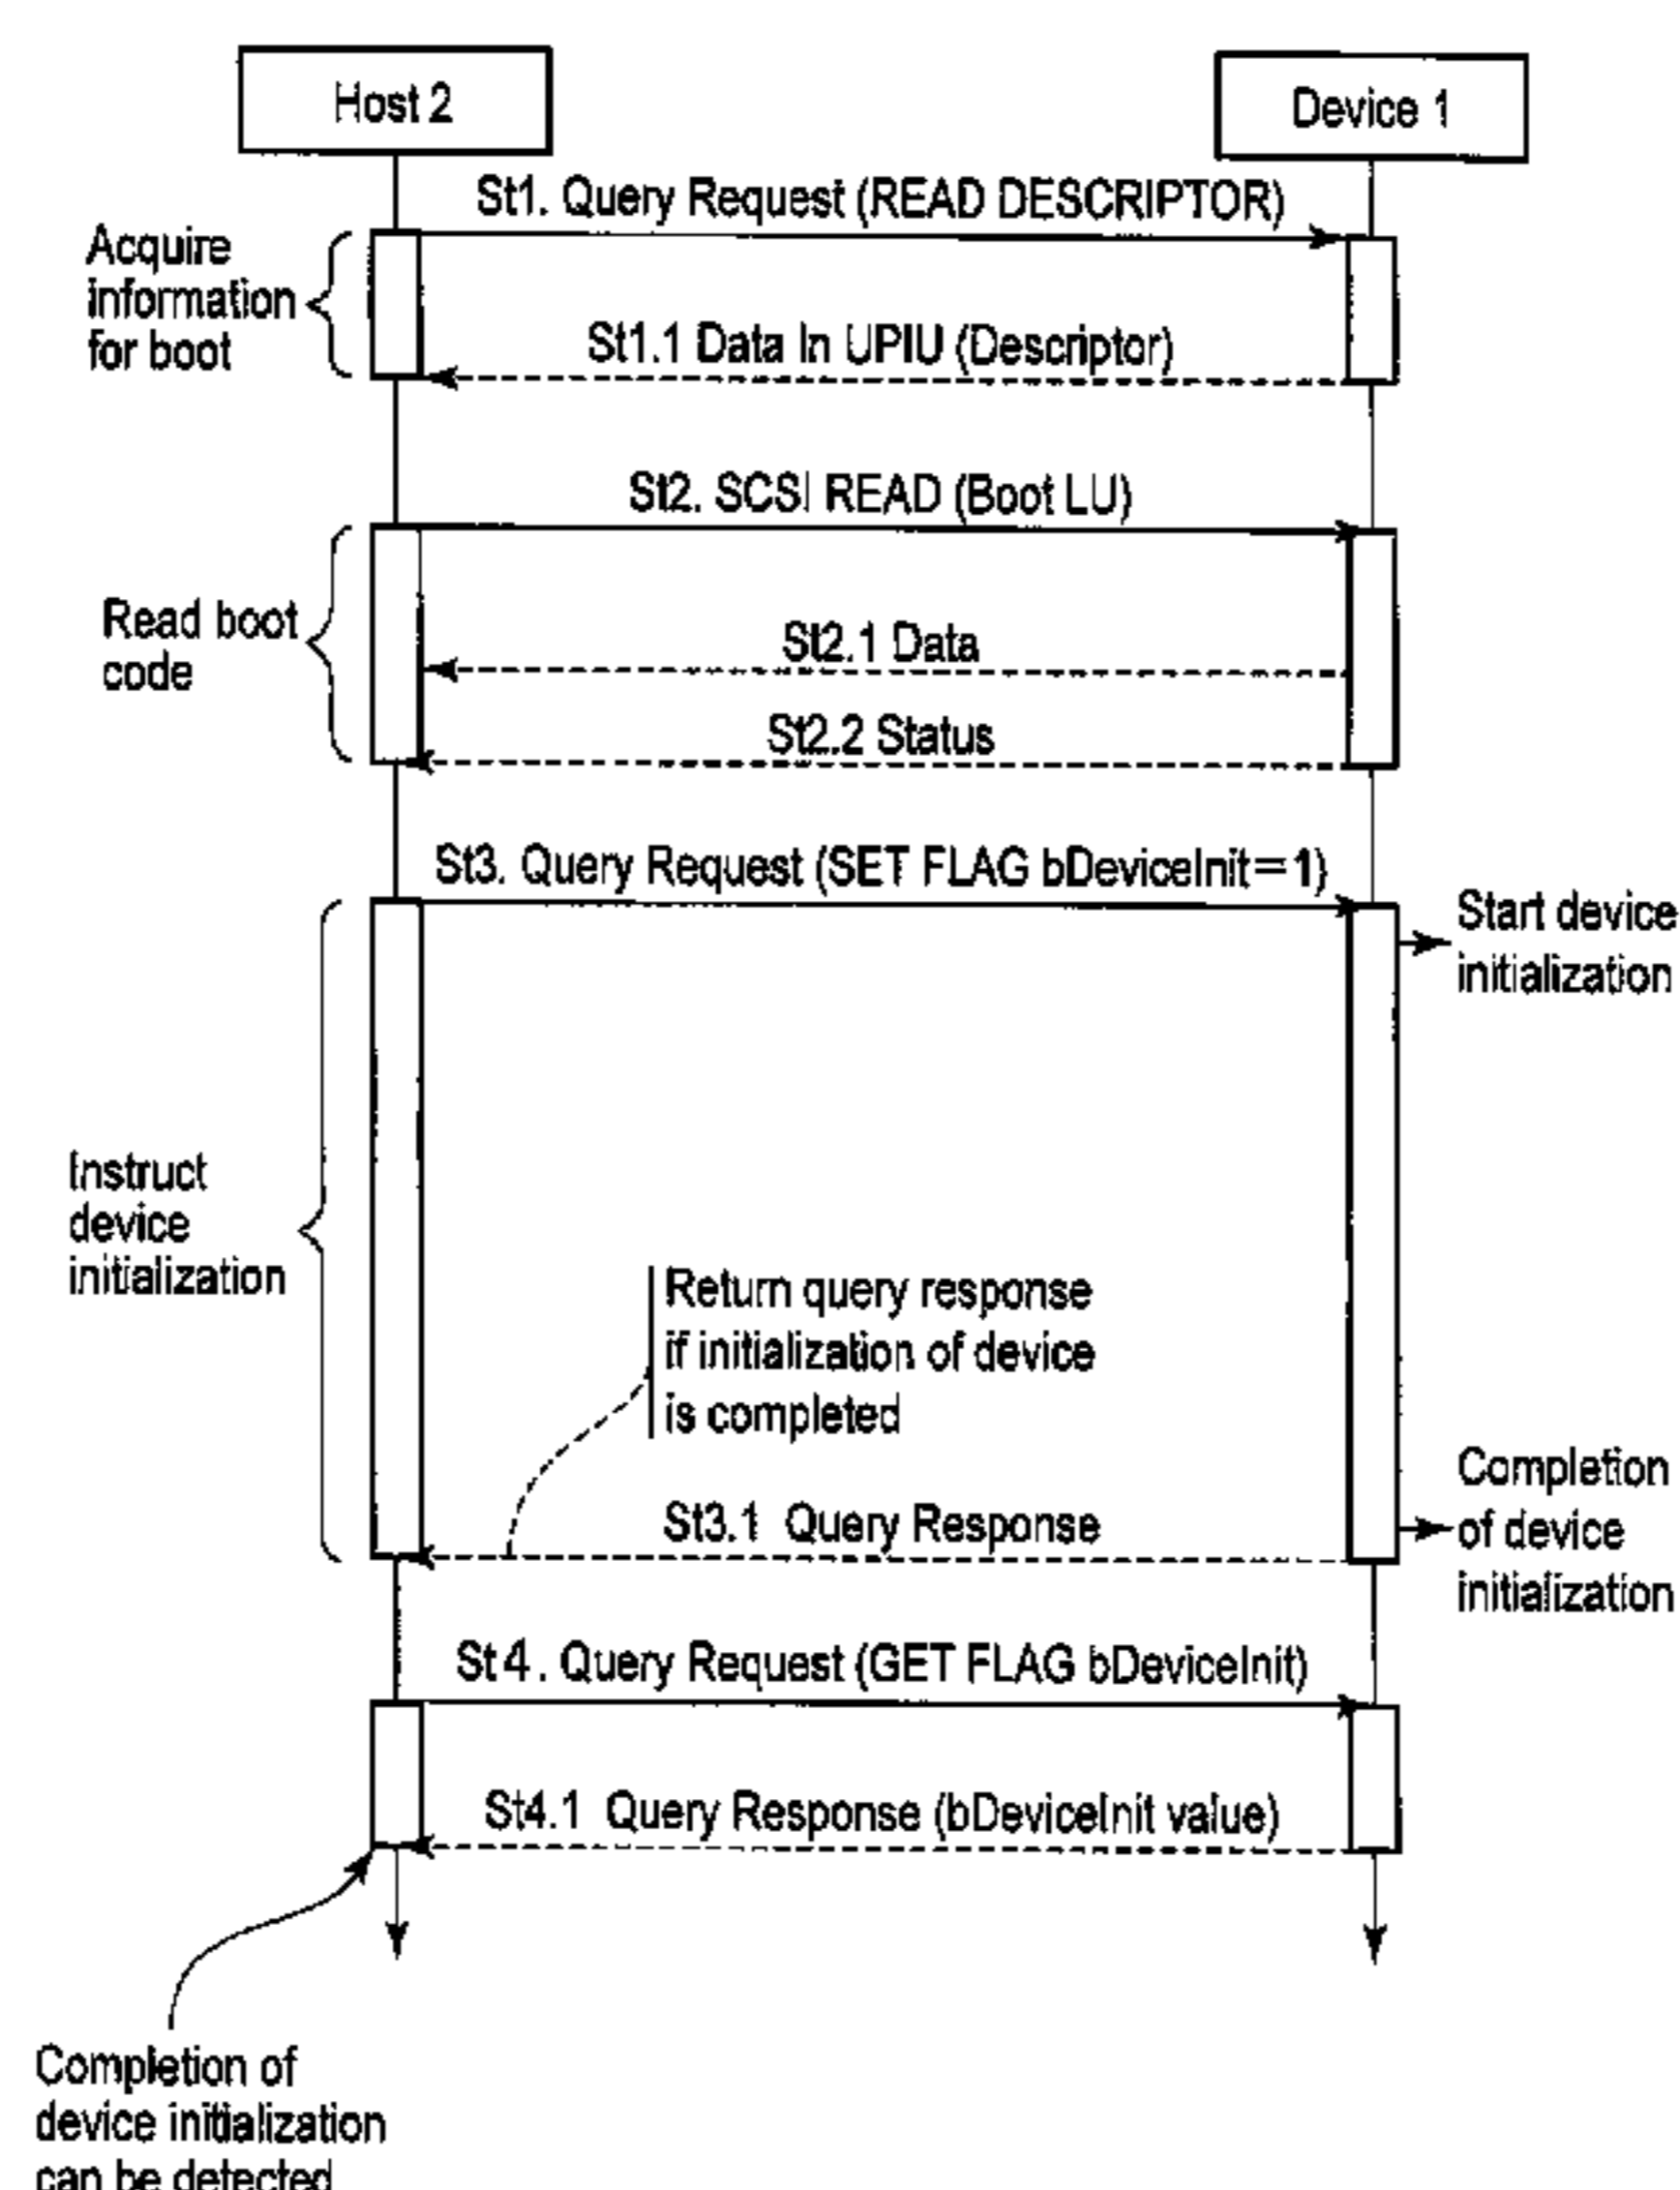 Host 2
Device 1
St1. Query Request (READ DESCRIPTOR)
Acquire
information
for boot
St1.1 Data In UPIU (Descriptor)
St2. SCSI READ (Boot LU)
Read boot
code
St2.1 Data
St2.2 Status
St3. Query Request (SET FLAG bDeviceInit=1)
Start device
initialization
Instruct
device
initialization
Return query response
if initialization of device
is completed
St3.1 Query Response
Completion
of device
initialization
St4. Query Request (GET FLAG bDeviceInit)
St4.1 Query Response (bDeviceInit value)
Completion of
device initialization
can be detected